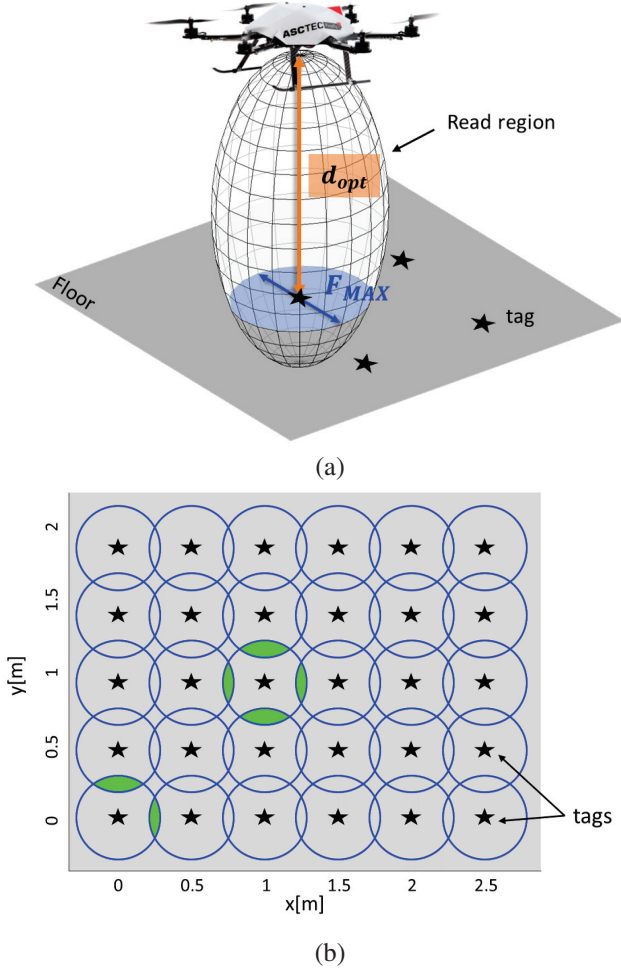 ASCTEC
Read region
d_opt
F_MAX
Floor
tag
(a)
2
1.5
1
0.5
0
y[m]
tags
0 0.5 1 1.5 2 2.5
x[m]
(b)